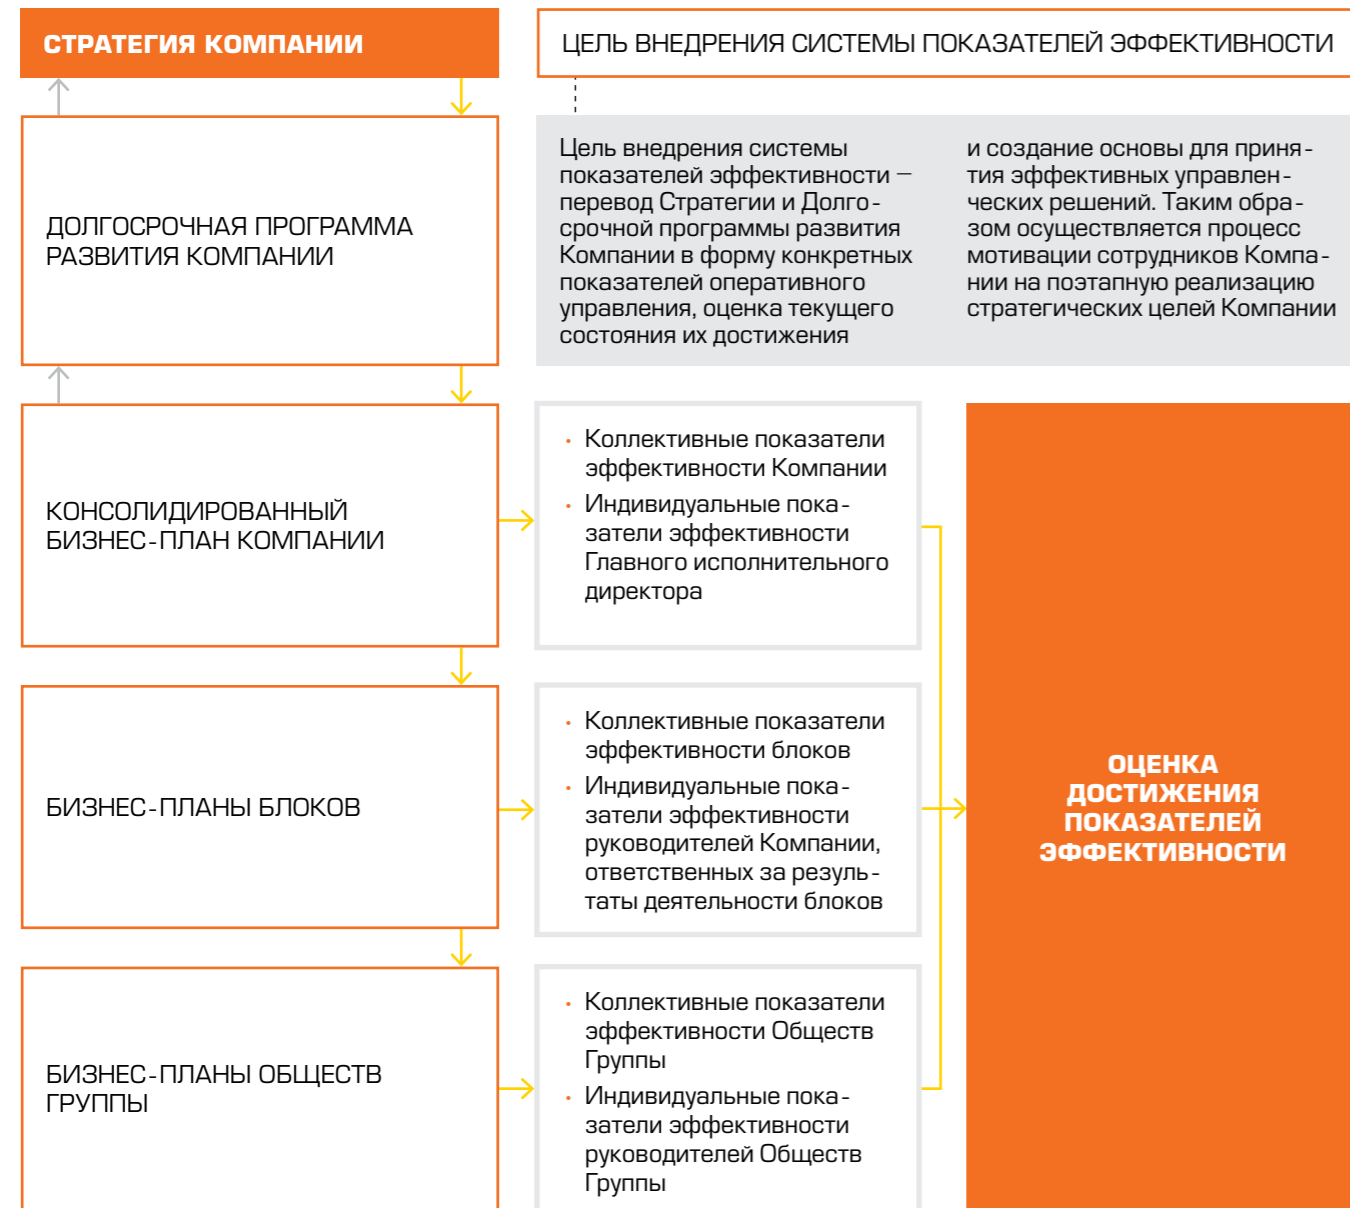 СТРАТЕГИЯ КОМПАНИИ
ЦЕЛЬ ВНЕДРЕНИЯ СИСТЕМЫ ПОКАЗАТЕЛЕЙ ЭФФЕКТИВНОСТИ
ДОЛГОСРОЧНАЯ ПРОГРАММА
РАЗВИТИЯ КОМПАНИИ
Цель внедрения системы
показателей эффективности —
перевод Стратегии и Долго-
срочной программы развития
Компании в форму конкретных
показателей оперативного
управления, оценка текущего
состояния их достижения
и создание основы для приня-
тия эффективных управлен-
ческих решений. Таким обра-
зом осуществляется процесс
мотивации сотрудников Компа-
нии на поэтапную реализацию
стратегических целей Компании
КОНСОЛИДИРОВАННЫЙ
БИЗНЕС-ПЛАН КОМПАНИИ
• Коллективные показатели
эффективности Компании
• Индивидуальные пока-
затели эффективности
Главного исполнительного
директора
БИЗНЕС-ПЛАНЫ БЛОКОВ
• Коллективные показатели
эффективности блоков
• Индивидуальные пока-
затели эффективности
руководителей Компании,
ответственных за резуль-
таты деятельности блоков
БИЗНЕС-ПЛАНЫ ОБЩЕСТВ
ГРУППЫ
• Коллективные показатели
эффективности Обществ
Группы
• Индивидуальные пока-
затели эффективности
руководителей Обществ
Группы
ОЦЕНКА
ДОСТИЖЕНИЯ
ПОКАЗАТЕЛЕЙ
ЭФФЕКТИВНОСТИ